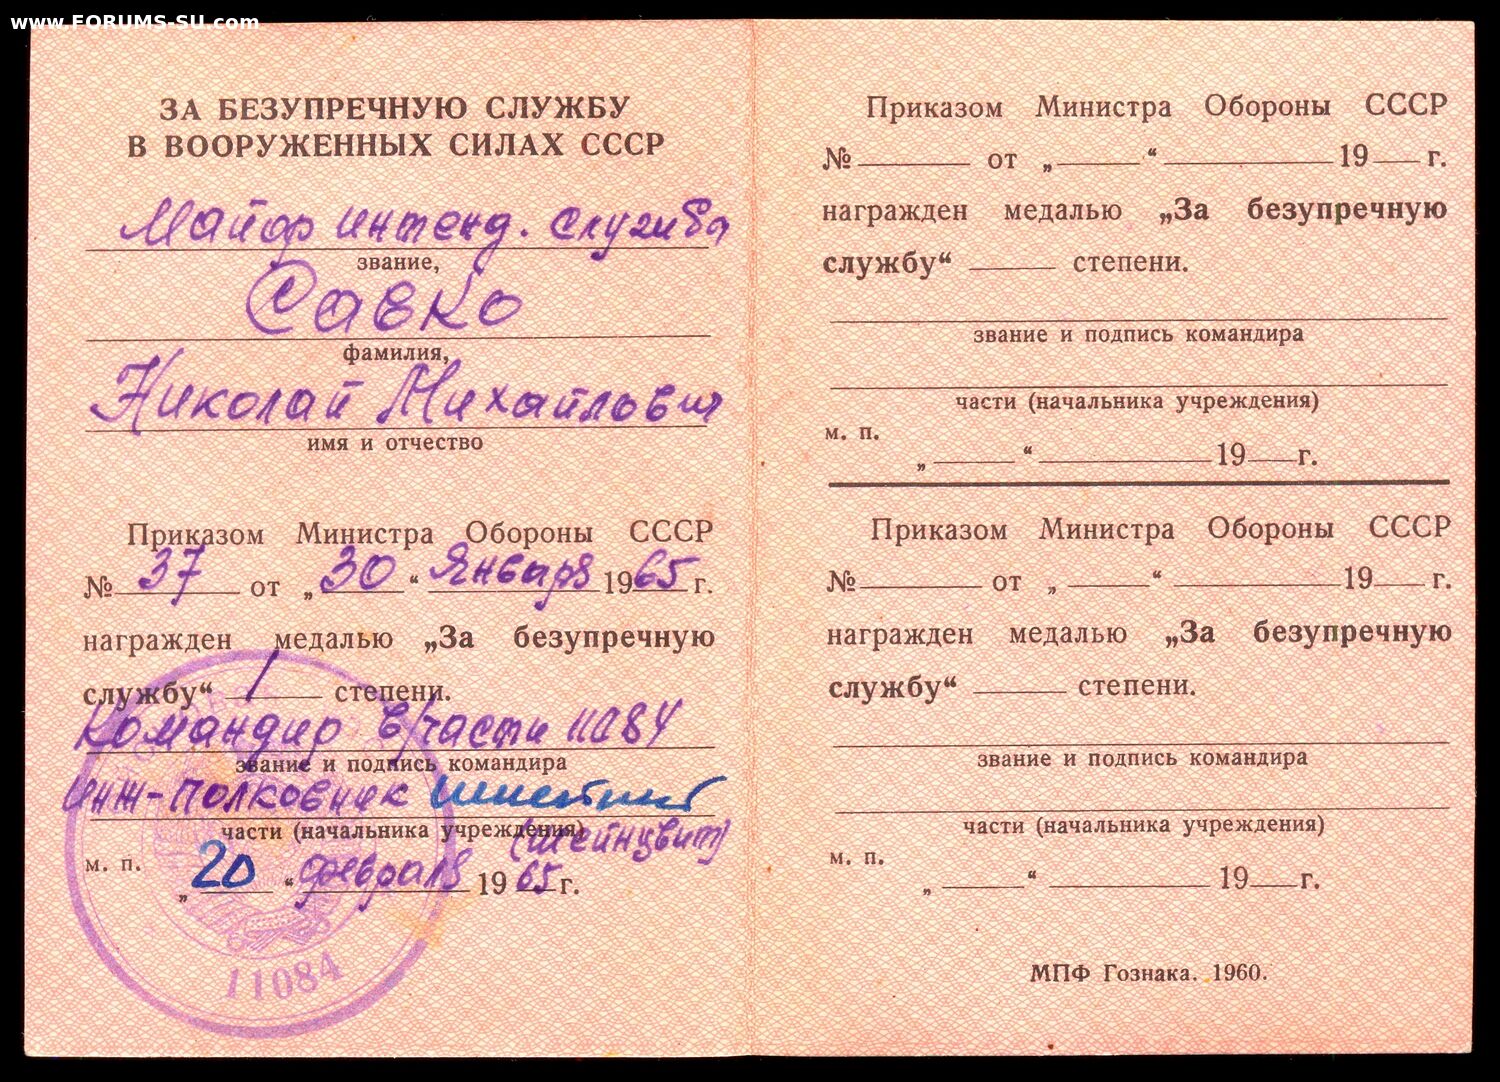 www.FORUMS-SU.com
ЗА БЕЗУПРЕЧНУЮ СЛУЖБУ
В ВООРУЖЕННЫХ СИЛАХ СССР
Майор интенд. службы
звание,
Савко
фамилия,
Николай Михайлович
имя и отчество
Приказом Министра Обороны СССР
№ 37 от „30“ Января 1965 г.
награжден медалью „За безупречную
службу“ 1 степени.
Командир в/части 11084
звание и подпись командира
инж-полковник
части (начальника учреждения)
(Штейнцвит)
м. п.
„20“ февраля 1965 г.
11084
Приказом Министра Обороны СССР
№ от „ “ 19 г.
награжден медалью „За безупречную
службу“ степени.
звание и подпись командира
части (начальника учреждения)
м. п.
„ “ 19 г.
Приказом Министра Обороны СССР
№ от „ “ 19 г.
награжден медалью „За безупречную
службу“ степени.
звание и подпись командира
части (начальника учреждения)
м. п.
„ “ 19 г.
МПФ Гознака. 1960.